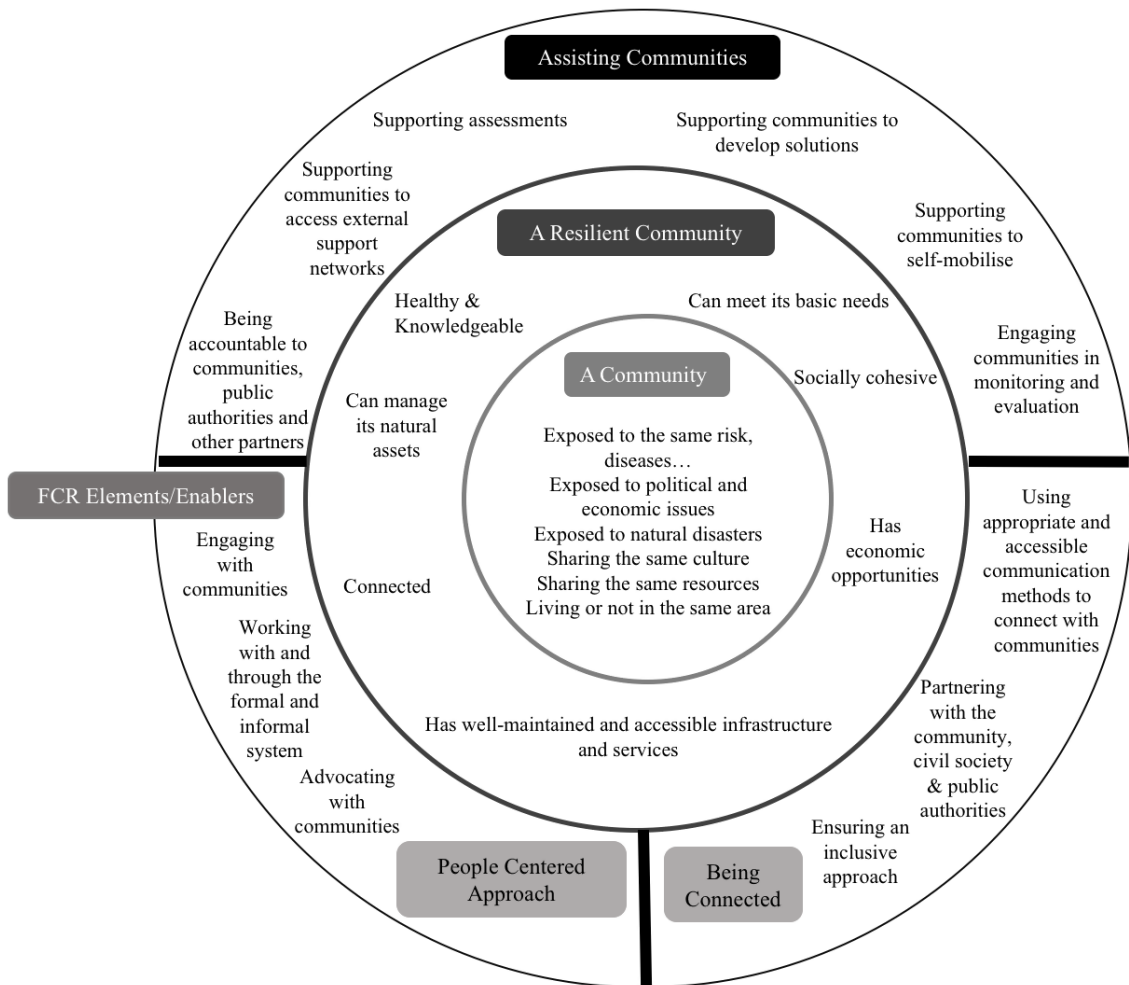 Assisting Communities
Supporting assessments
Supporting communities to
develop solutions
Supporting
communities to
access external
support
networks
Supporting
communities to
self-mobilise
Being
accountable to
communities,
public
authorities and
other partners
Engaging
communities in
monitoring and
evaluation
A Resilient Community
Healthy &
Knowledgeable
Can meet its basic needs
Can manage
its natural
assets
Socially cohesive
Connected
Has
economic
opportunities
Has well-maintained and accessible infrastructure
and services
A Community
Exposed to the same risk,
diseases…
Exposed to political and
economic issues
Exposed to natural disasters
Sharing the same culture
Sharing the same resources
Living or not in the same area
FCR Elements/Enablers
Engaging
with
communities
Working
with and
through the
formal and
informal
system
Advocating
with
communities
People Centered
Approach
Using
appropriate and
accessible
communication
methods to
connect with
communities
Partnering
with the
community,
civil society
& public
authorities
Ensuring an
inclusive
approach
Being
Connected